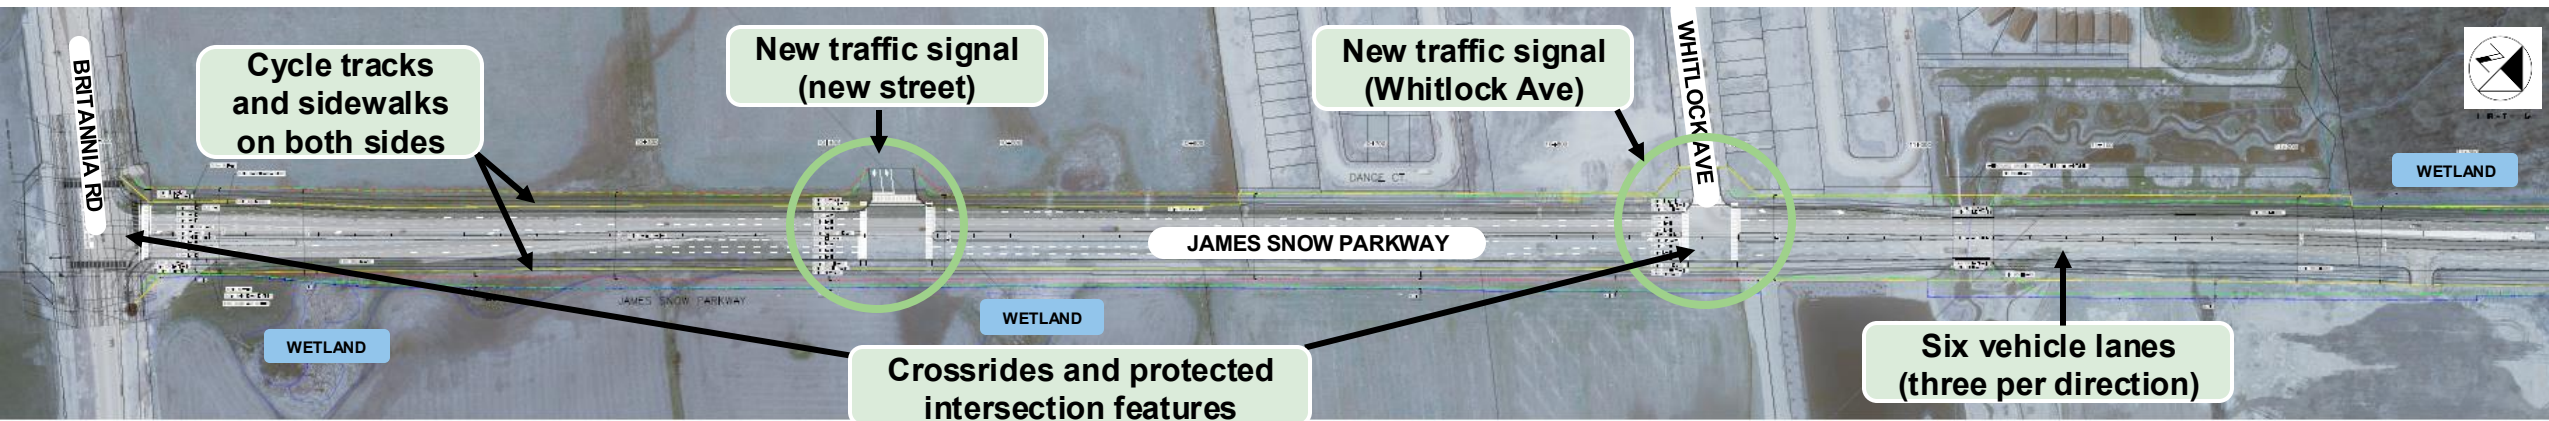 BRITANNIA RD
Cycle tracks
and sidewalks
on both sides
New traffic signal
(new street)
New traffic signal
(Whitlock Ave)
WHITLOCK AVE
DANCE CT.
WETLAND
JAMES SNOW PARKWAY
JAMES SNOW PARKWAY
WETLAND
WETLAND
Crossrides and protected
intersection features
Six vehicle lanes
(three per direction)